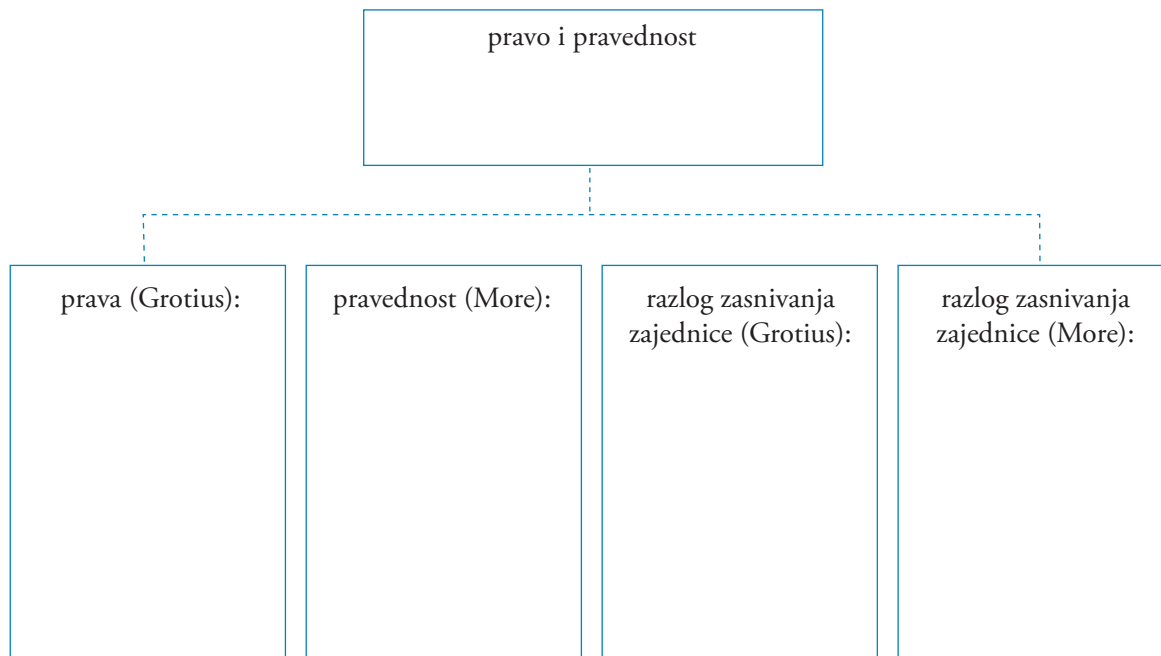 pravo i pravednost
prava (Grotius):
pravednost (More):
razlog zasnivanja
zajednice (Grotius):
razlog zasnivanja
zajednice (More):